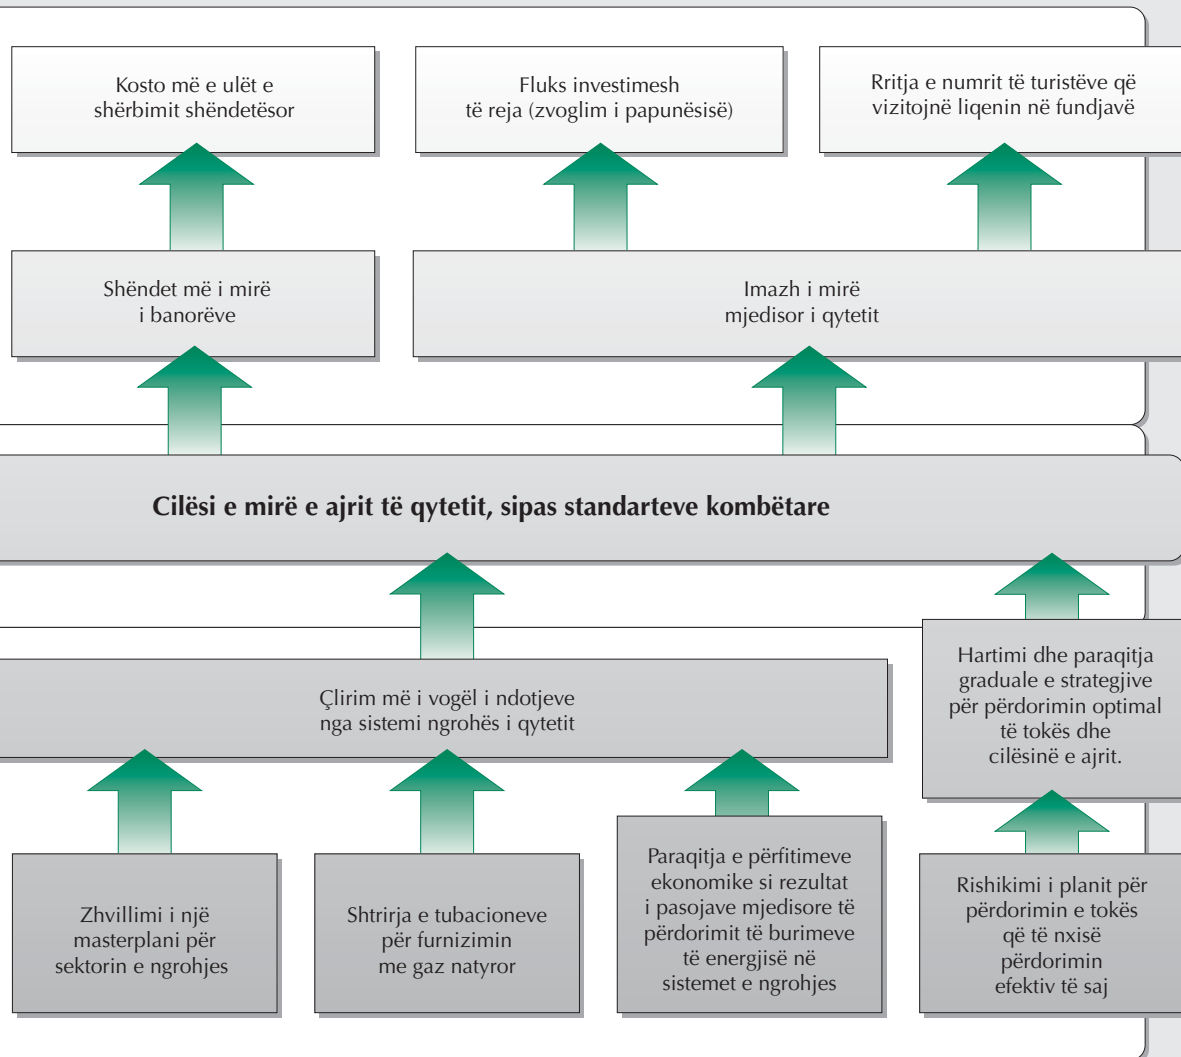 Kosto më e ulët e
shërbimit shëndetësor
Fluks investimesh
të reja (zvoglim i papunësisë)
Rritja e numrit të turistëve që
vizitojnë liqenin në fundjavë
Shëndet më i mirë
i banorëve
Imazh i mirë
mjedisor i qytetit
Cilësi e mirë e ajrit të qytetit, sipas standarteve kombëtare
Çlirim më i vogël i ndotjeve
nga sistemi ngrohës i qytetit
Hartimi dhe paraqitja
graduale e strategjive
për përdorimin optimal
të tokës dhe
cilësinë e ajrit.
Zhvillimi i një
masterplani për
sektorin e ngrohjes
Shtrirja e tubacioneve
për furnizimin
me gaz natyror
Paraqitja e përfitimeve
ekonomike si rezultat
i pasojave mjedisore të
përdorimit të burimeve
të energjisë në
sistemet e ngrohjes
Rishikimi i planit për
përdorimin e tokës
që të nxisë
përdorimin
efektiv të saj